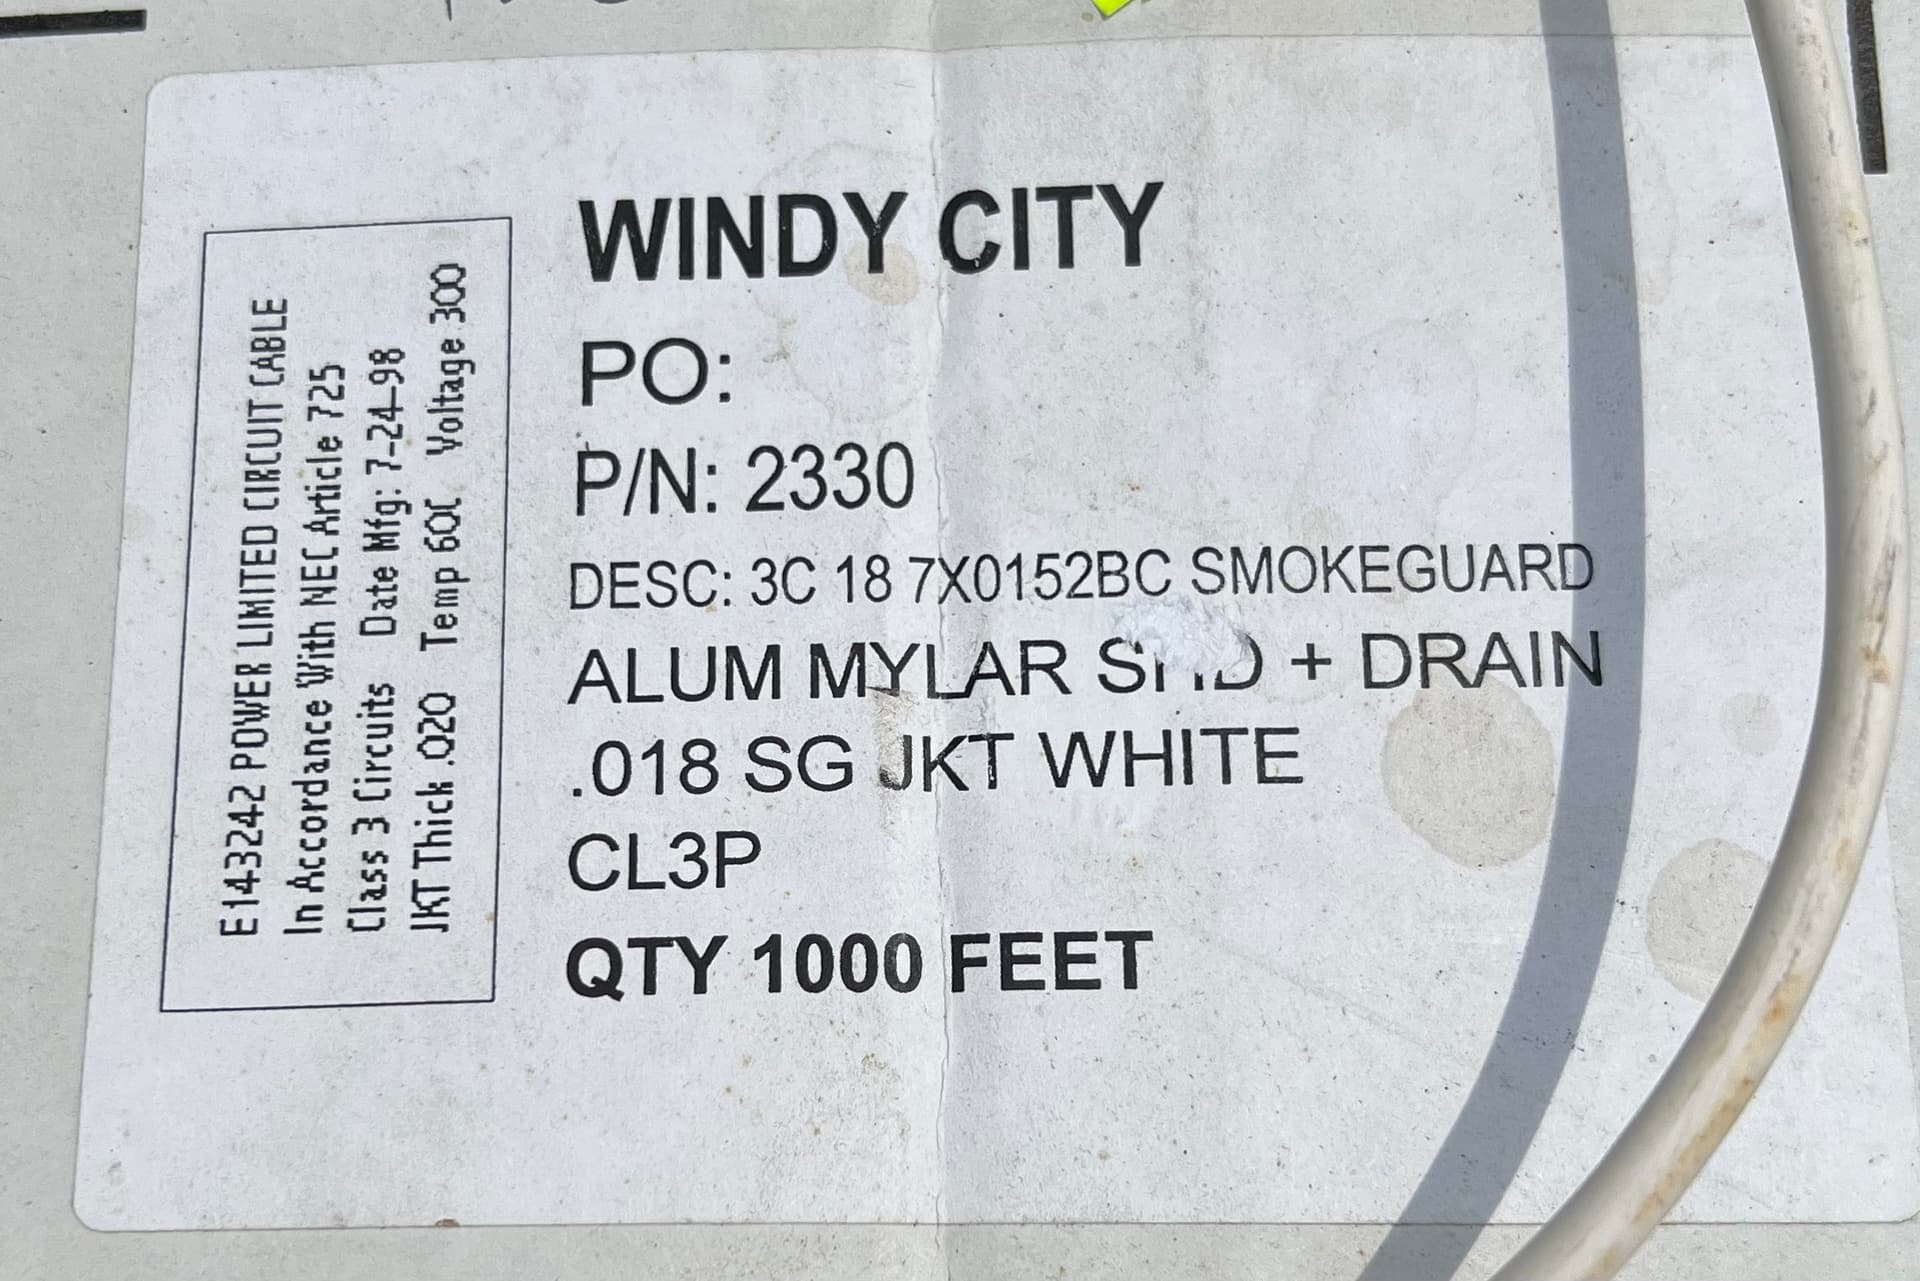 E143242 POWER LIMITED CIRCUIT CABLE
In Accordance With NEC Article 725
Class 3 Circuits Date Mfg: 7-24-98
JKT Thick .020 Temp 60C Voltage 300
WINDY CITY
PO:
P/N: 2330
DESC: 3C 18 7X0152BC SMOKEGUARD
ALUM MYLAR + DRAIN
.018 SG JKT WHITE
CL3P
QTY 1000 FEET